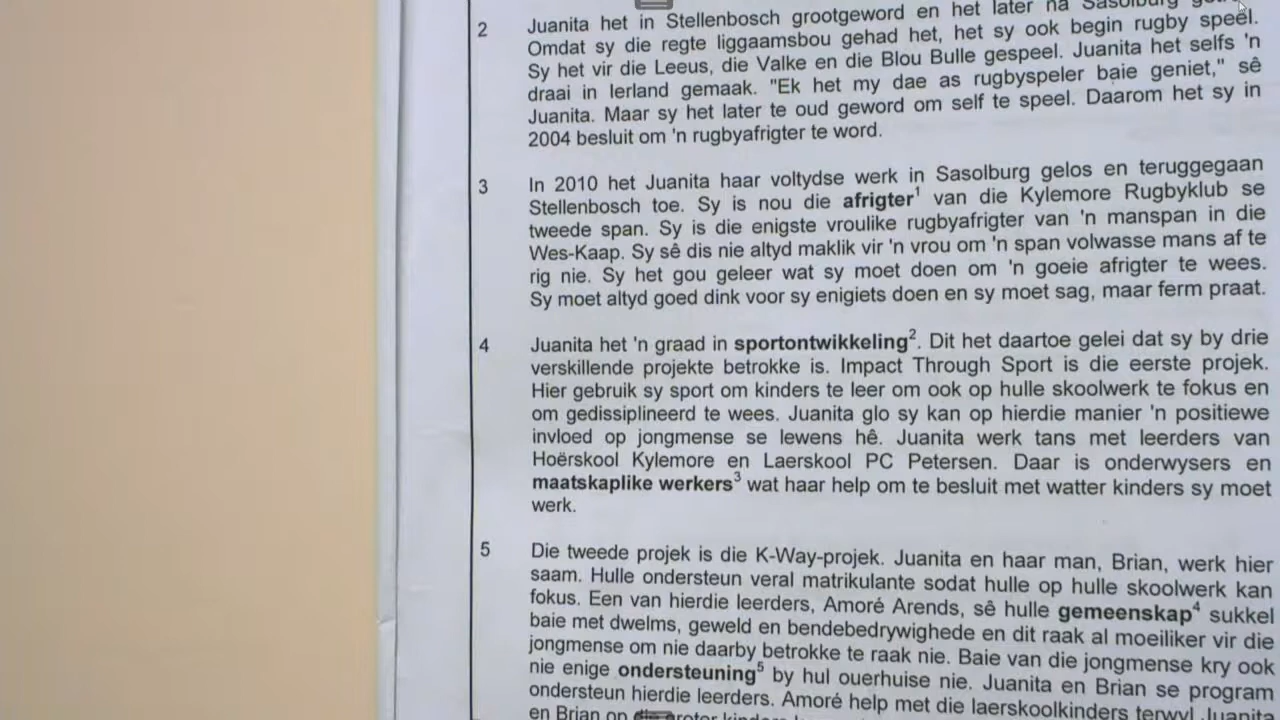 2 Juanita het in Stellenbosch grootgeword en het later na Sasolburg
Omdat sy die regte liggaamsbou gehad het, het sy ook begin rugby speel.
Sy het vir die Leeus, die Valke en die Blou Bulle gespeel. Juanita het selfs 'n
draai in Ierland gemaak. "Ek het my dae as rugbyspeler baie geniet," sê
Juanita. Maar sy het later te oud geword om self te speel. Daarom het sy in
2004 besluit om 'n rugbyafrigter te word.
3 In 2010 het Juanita haar voltydse werk in Sasolburg gelos en teruggegaan
Stellenbosch toe. Sy is nou die afrigter¹ van die Kylemore Rugbyklub se
tweede span. Sy is die enigste vroulike rugbyafrigter van 'n manspan in die
Wes-Kaap. Sy sê dis nie altyd maklik vir 'n vrou om 'n span volwasse mans af te
rig nie. Sy het gou geleer wat sy moet doen om 'n goeie afrigter te wees.
Sy moet altyd goed dink voor sy enigiets doen en sy moet sag, maar ferm praat.
4 Juanita het 'n graad in sportontwikkeling². Dit het daartoe gelei dat sy by drie
verskillende projekte betrokke is. Impact Through Sport is die eerste projek.
Hier gebruik sy sport om kinders te leer om ook op hulle skoolwerk te fokus en
om gedissiplineerd te wees. Juanita glo sy kan op hierdie manier 'n positiewe
invloed op jongmense se lewens hê. Juanita werk tans met leerders van
Hoërskool Kylemore en Laerskool PC Petersen. Daar is onderwysers en
maatskaplike werkers³ wat haar help om te besluit met watter kinders sy moet
werk.
5 Die tweede projek is die K-Way-projek. Juanita en haar man, Brian, werk hier
saam. Hulle ondersteun veral matrikulante sodat hulle op hulle skoolwerk kan
fokus. Een van hierdie leerders, Amoré Arends, sê hulle gemeenskap⁴ sukkel
baie met dwelms, geweld en bendebedrywighede en dit raak al moeiliker vir die
jongmense om nie daarby betrokke te raak nie. Baie van die jongmense kry ook
nie enige ondersteuning⁵ by hul ouerhuise nie. Juanita en Brian se program
ondersteun hierdie leerders. Amoré help met die laerskoolkinders terwyl Juanita
en Brian op